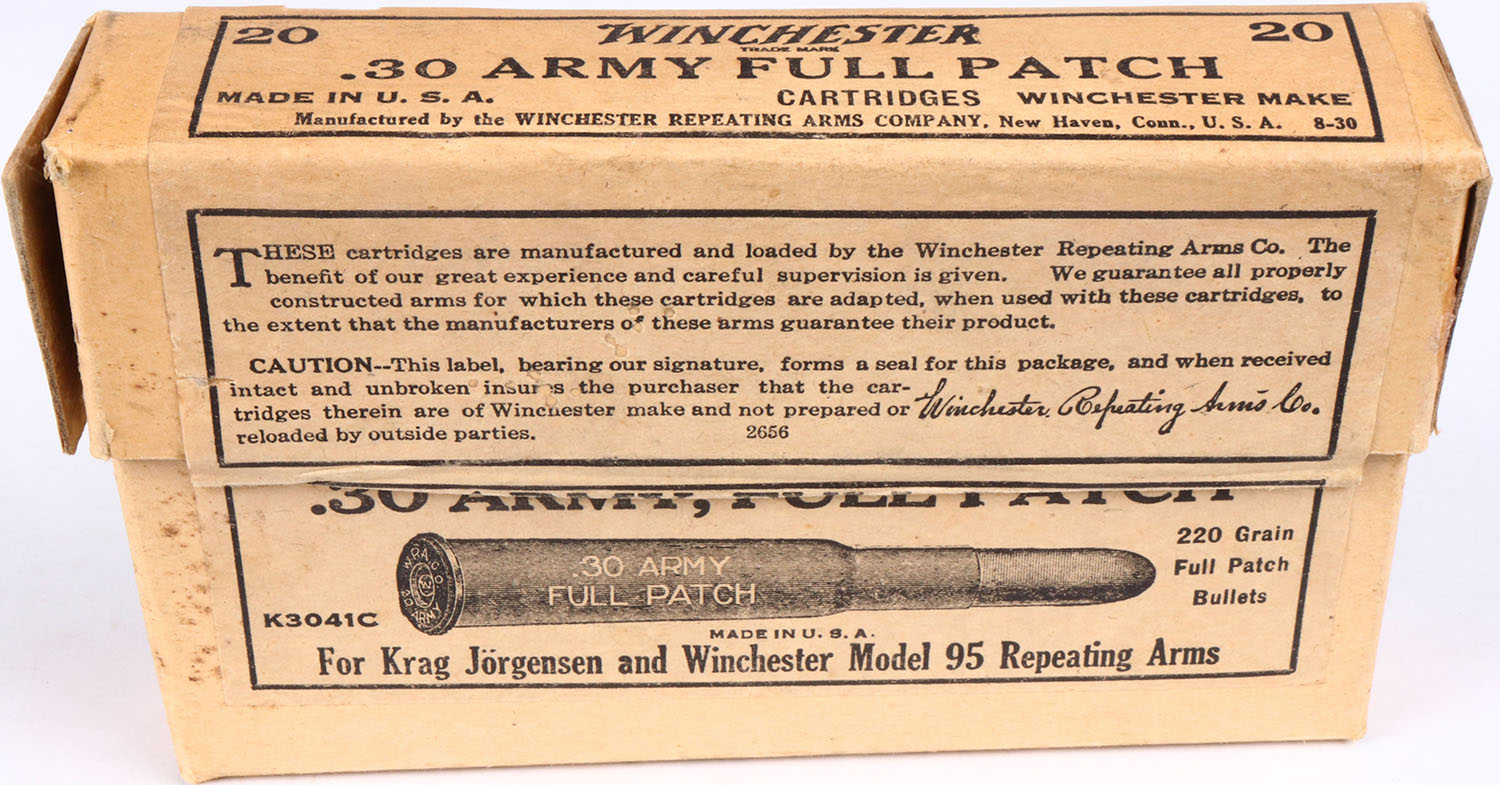 20 WINCHESTER 20
TRADE MARK
.30 ARMY FULL PATCH
MADE IN U. S. A. CARTRIDGES WINCHESTER MAKE
Manufactured by the WINCHESTER REPEATING ARMS COMPANY, New Haven, Conn., U. S. A. 8-30
THESE cartridges are manufactured and loaded by the Winchester Repeating Arms Co. The
benefit of our great experience and careful supervision is given. We guarantee all properly
constructed arms for which these cartridges are adapted, when used with these cartridges, to
the extent that the manufacturers of these arms guarantee their product.
CAUTION--This label, bearing our signature, forms a seal for this package, and when received
intact and unbroken insures the purchaser that the car-
tridges therein are of Winchester make and not prepared or Winchester Repeating Arms Co.
reloaded by outside parties. 2656
.30 ARMY, FULL PATCH
W.R.A. CO.
30 ARMY
.30 ARMY
FULL PATCH
220 Grain
Full Patch
Bullets
K3041C
MADE IN U. S. A.
For Krag Jörgensen and Winchester Model 95 Repeating Arms